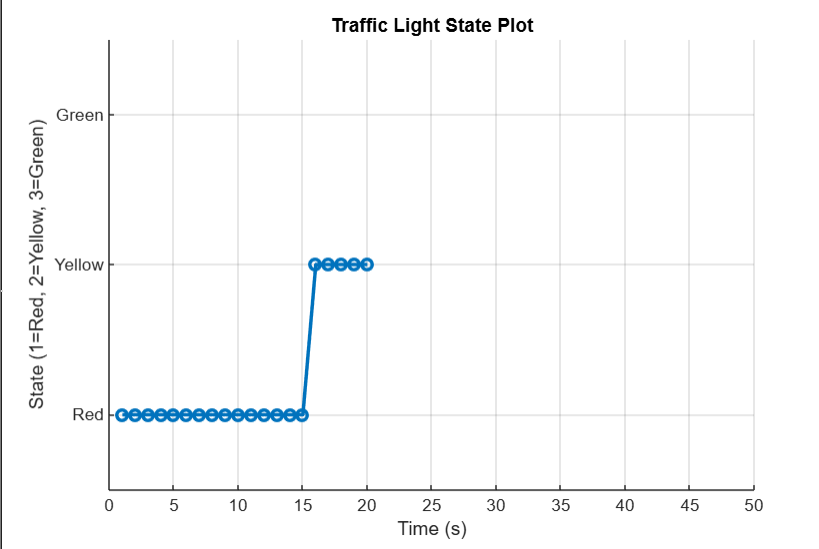 Traffic Light State Plot
State (1=Red, 2=Yellow, 3=Green)
Green
Yellow
Red
0 5 10 15 20 25 30 35 40 45 50
Time (s)